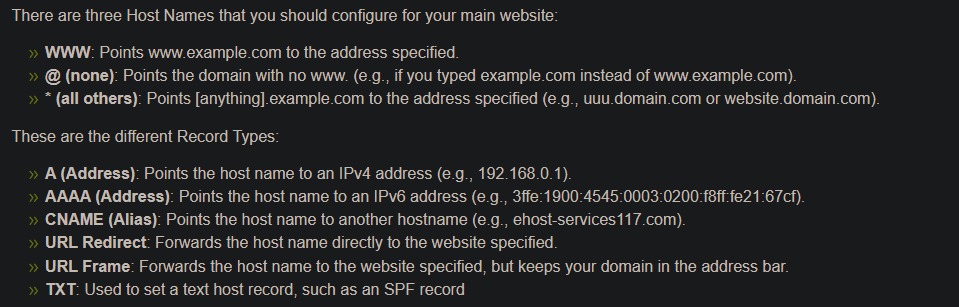 There are three Host Names that you should configure for your main website:
» WWW: Points www.example.com to the address specified.
» @ (none): Points the domain with no www. (e.g., if you typed example.com instead of www.example.com).
» * (all others): Points [anything].example.com to the address specified (e.g., uuu.domain.com or website.domain.com).
These are the different Record Types:
» A (Address): Points the host name to an IPv4 address (e.g., 192.168.0.1).
» AAAA (Address): Points the host name to an IPv6 address (e.g., 3ffe:1900:4545:0003:0200:f8ff:fe21:67cf).
» CNAME (Alias): Points the host name to another hostname (e.g., ehost-services117.com).
» URL Redirect: Forwards the host name directly to the website specified.
» URL Frame: Forwards the host name to the website specified, but keeps your domain in the address bar.
» TXT: Used to set a text host record, such as an SPF record